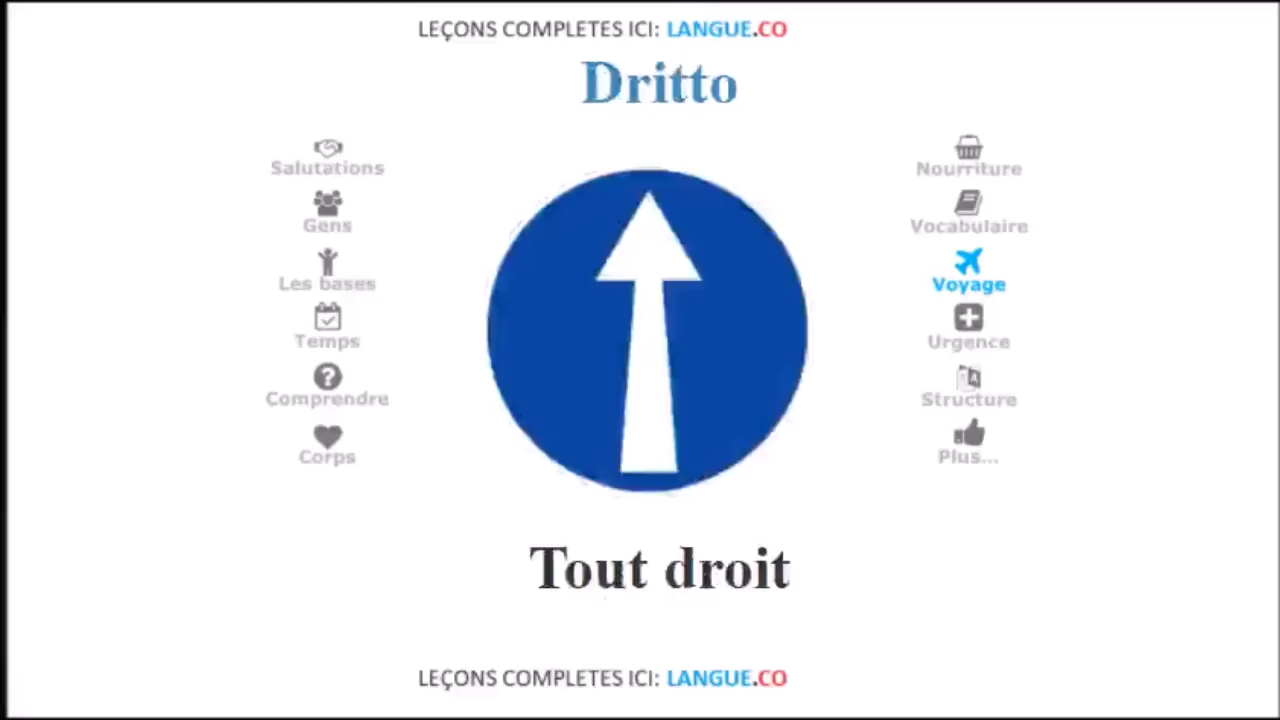 LEÇONS COMPLETES ICI: LANGUE.CO
Dritto
Salutations
Gens
Les bases
Temps
Comprendre
Corps
Nourriture
Vocabulaire
Voyage
Urgence
Structure
Plus...
Tout droit
LEÇONS COMPLETES ICI: LANGUE.CO